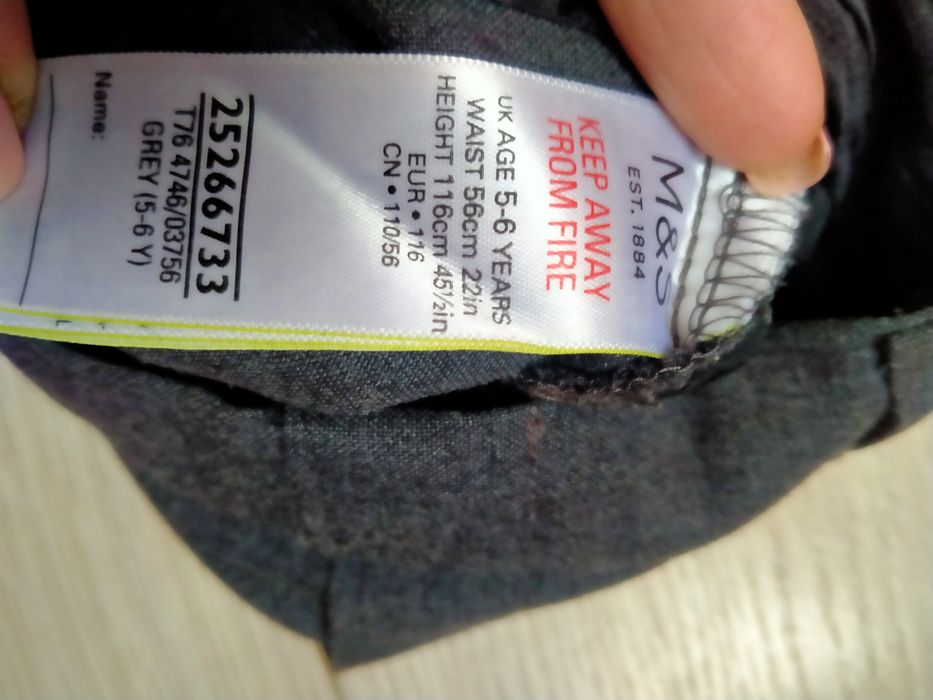 M&S
EST. 1884
KEEP AWAY
FROM FIRE
UK AGE 5-6 YEARS
WAIST 56cm 22in
HEIGHT 116cm 45½in
EUR • 116
CN • 110/56
25266733
T76 4746/03756
GREY (5-6 Y)
Name: